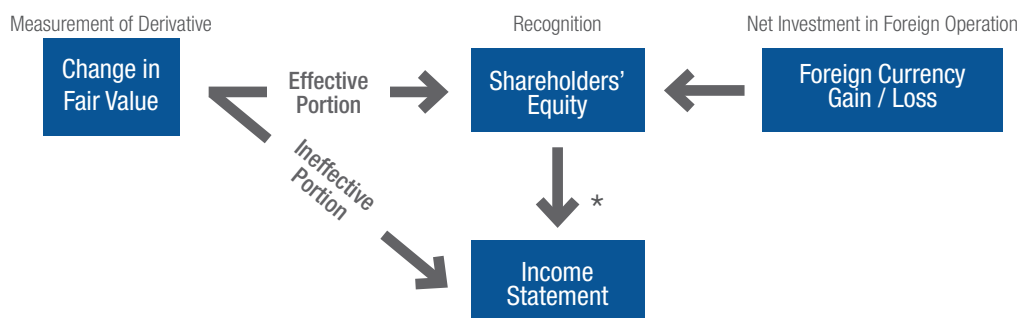 Measurement of Derivative
Recognition
Net Investment in Foreign Operation
Change in
Fair Value
Effective
Portion
Shareholders'
Equity
Foreign Currency
Gain / Loss
Ineffective
Portion
*
Income
Statement